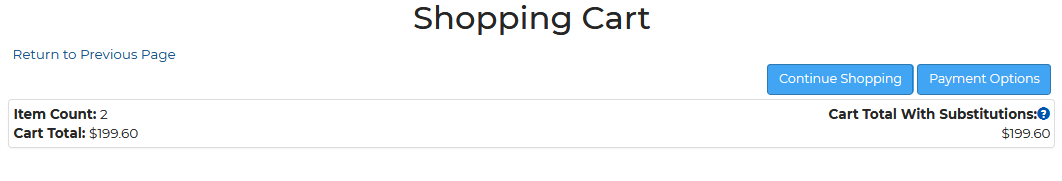 Shopping Cart
Return to Previous Page
Continue Shopping Payment Options
Item Count: 2 Cart Total With Substitutions:?
Cart Total: $199.60 $199.60